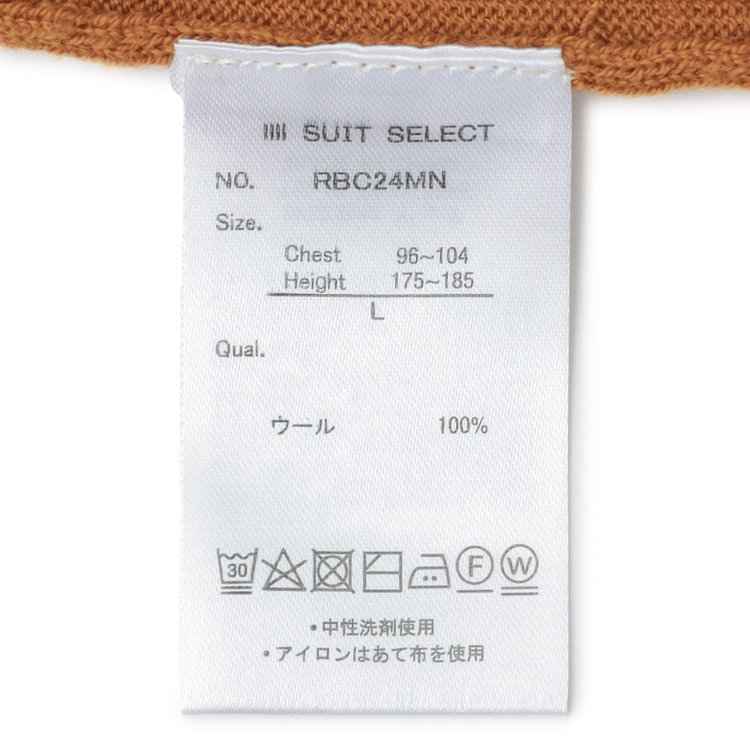 SUIT SELECT
NO. RBC24MN
Size.
Chest 96~104
Height 175~185
L
Qual.
ウール 100%
30 F W
・中性洗剤使用
・アイロンはあて布を使用